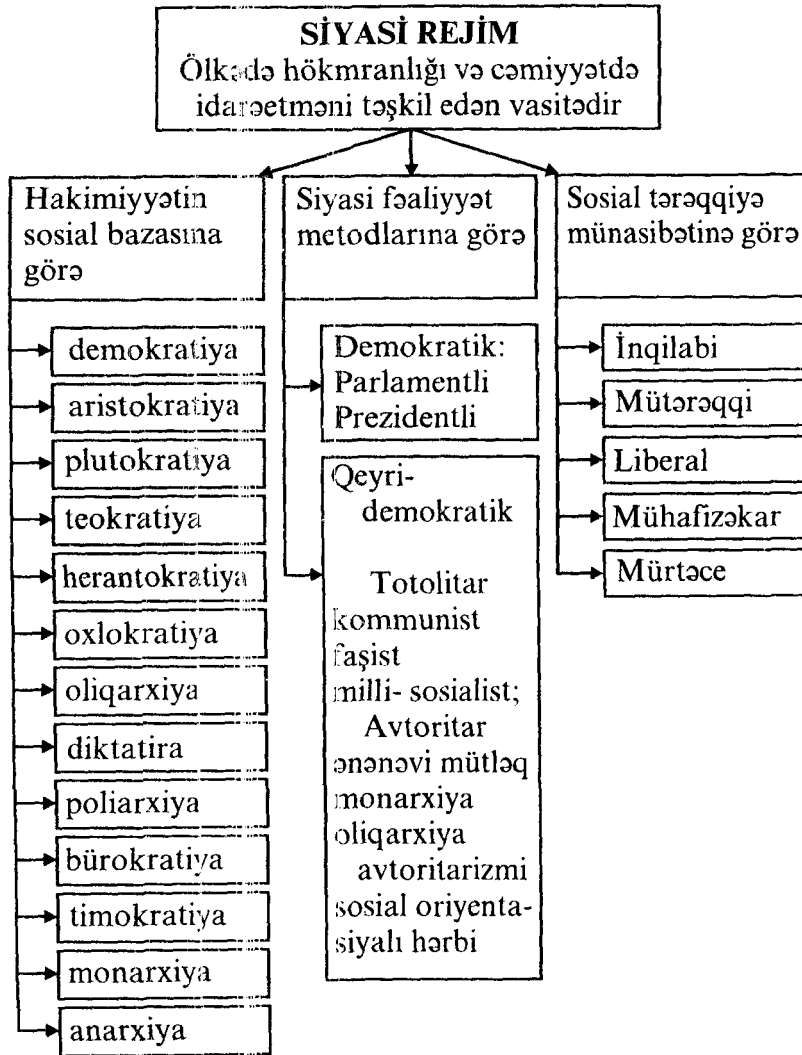 SİYASİ REJİM
Ölkədə hökmranlığı və cəmiyyətdə
idarəetməni təşkil edən vasitədir
Hakimiyyətin
sosial bazasına
görə
demokratiya
aristokratiya
plutokratiya
teokratiya
herantokratiya
oxlokratiya
oliqarxiya
diktatira
poliarxiya
bürokratiya
timokratiya
monarxiya
anarxiya
Siyasi fəaliyyət
metodlarına görə
Demokratik:
Parlamentli
Prezidentli
Qeyri-
demokratik
Totolitar
kommunist
faşist
milli- sosialist;
Avtoritar
ənənəvi mütləq
monarxiya
oliqarxiya
avtoritarizmi
sosial oriyenta-
siyalı hərbi
Sosial tərəqqiyə
münasibətinə görə
İnqilabi
Mütərəqqi
Liberal
Mühafizəkar
Mürtəce